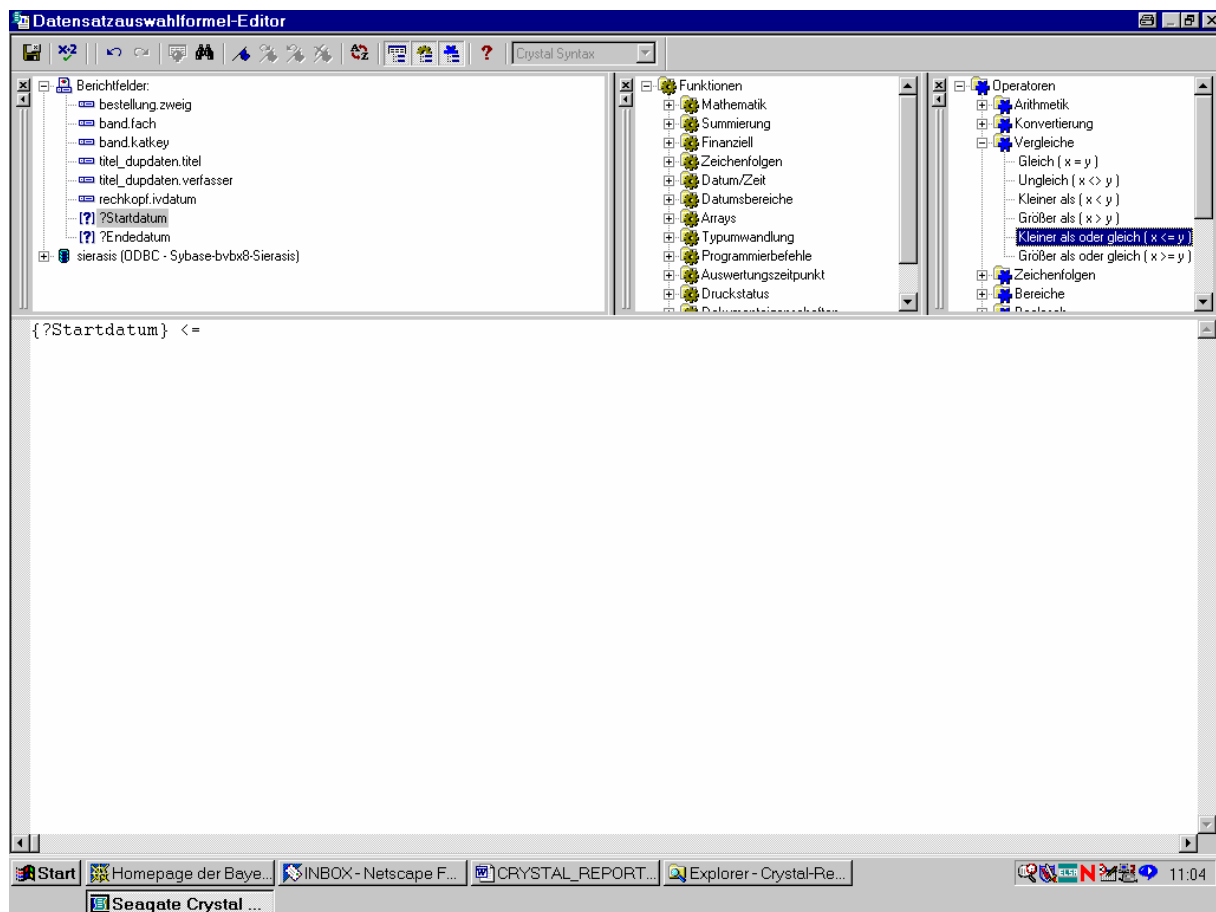 Datensatzauswahlformel-Editor
x·2
A
Z
?
Crystal Syntax
Berichtfelder:
bestellung.zweig
band.fach
band.katkey
titel_dupdaten.titel
titel_dupdaten.verfasser
rechkopf.ivdatum
[?] ?Startdatum
[?] ?Endedatum
sierasis (ODBC - Sybase-bvbx8-Sierasis)
Funktionen
Mathematik
Summierung
Finanziell
Zeichenfolgen
Datum/Zeit
Datumsbereiche
Arrays
Typumwandlung
Programmierbefehle
Auswertungszeitpunkt
Druckstatus
Operatoren
Arithmetik
Konvertierung
Vergleiche
Gleich ( x = y )
Ungleich ( x <> y )
Kleiner als ( x < y )
Größer als ( x > y )
Kleiner als oder gleich ( x <= y )
Größer als oder gleich ( x >= y )
Zeichenfolgen
Bereiche
{?Startdatum} <=
Start
Homepage der Baye...
INBOX - Netscape F...
CRYSTAL_REPORT...
Explorer - Crystal-Re...
ELSA
N
11:04
Seagate Crystal ...